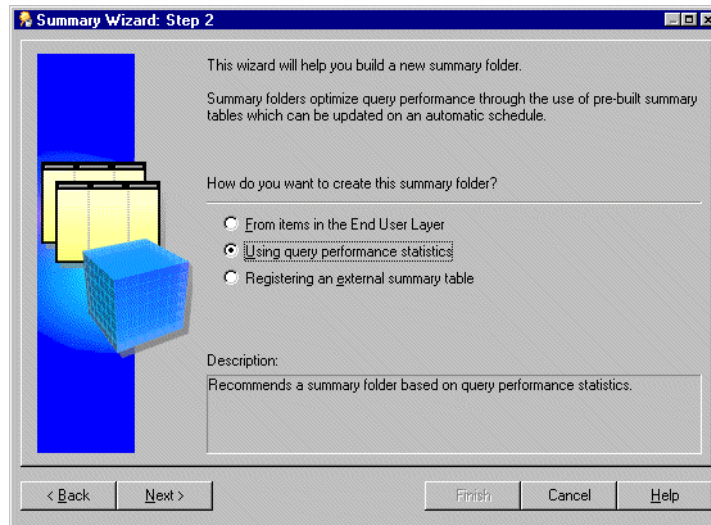 Summary Wizard: Step 2
This wizard will help you build a new summary folder.
Summary folders optimize query performance through the use of pre-built summary
tables which can be updated on an automatic schedule.
How do you want to create this summary folder?
From items in the End User Layer
Using query performance statistics
Registering an external summary table
Description:
Recommends a summary folder based on query performance statistics.
< Back Next > Finish Cancel Help